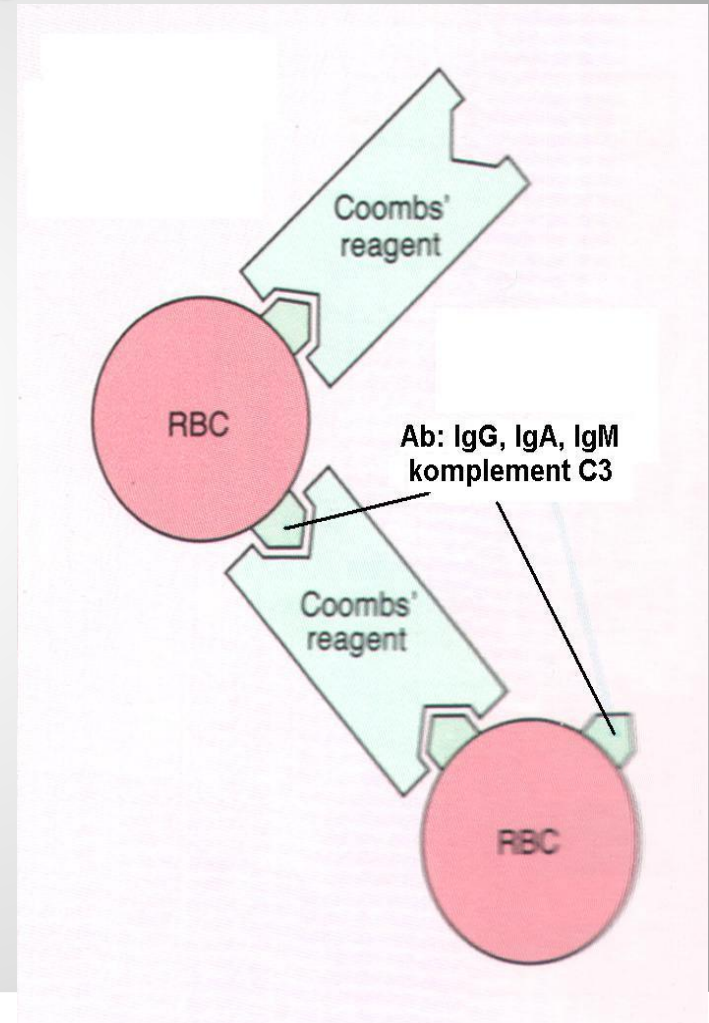 Coombs'
reagent
RBC
Ab: IgG, IgA, IgM
komplement C3
Coombs'
reagent
RBC